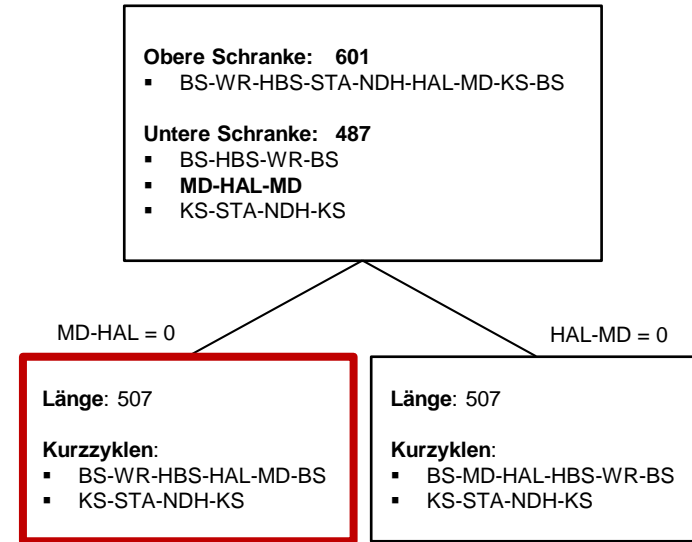 Obere Schranke: 601
▪ BS-WR-HBS-STA-NDH-HAL-MD-KS-BS
Untere Schranke: 487
▪ BS-HBS-WR-BS
▪ MD-HAL-MD
▪ KS-STA-NDH-KS
MD-HAL = 0
HAL-MD = 0
Länge: 507
Kurzzyklen:
▪ BS-WR-HBS-HAL-MD-BS
▪ KS-STA-NDH-KS
Länge: 507
Kurzyklen:
▪ BS-MD-HAL-HBS-WR-BS
▪ KS-STA-NDH-KS